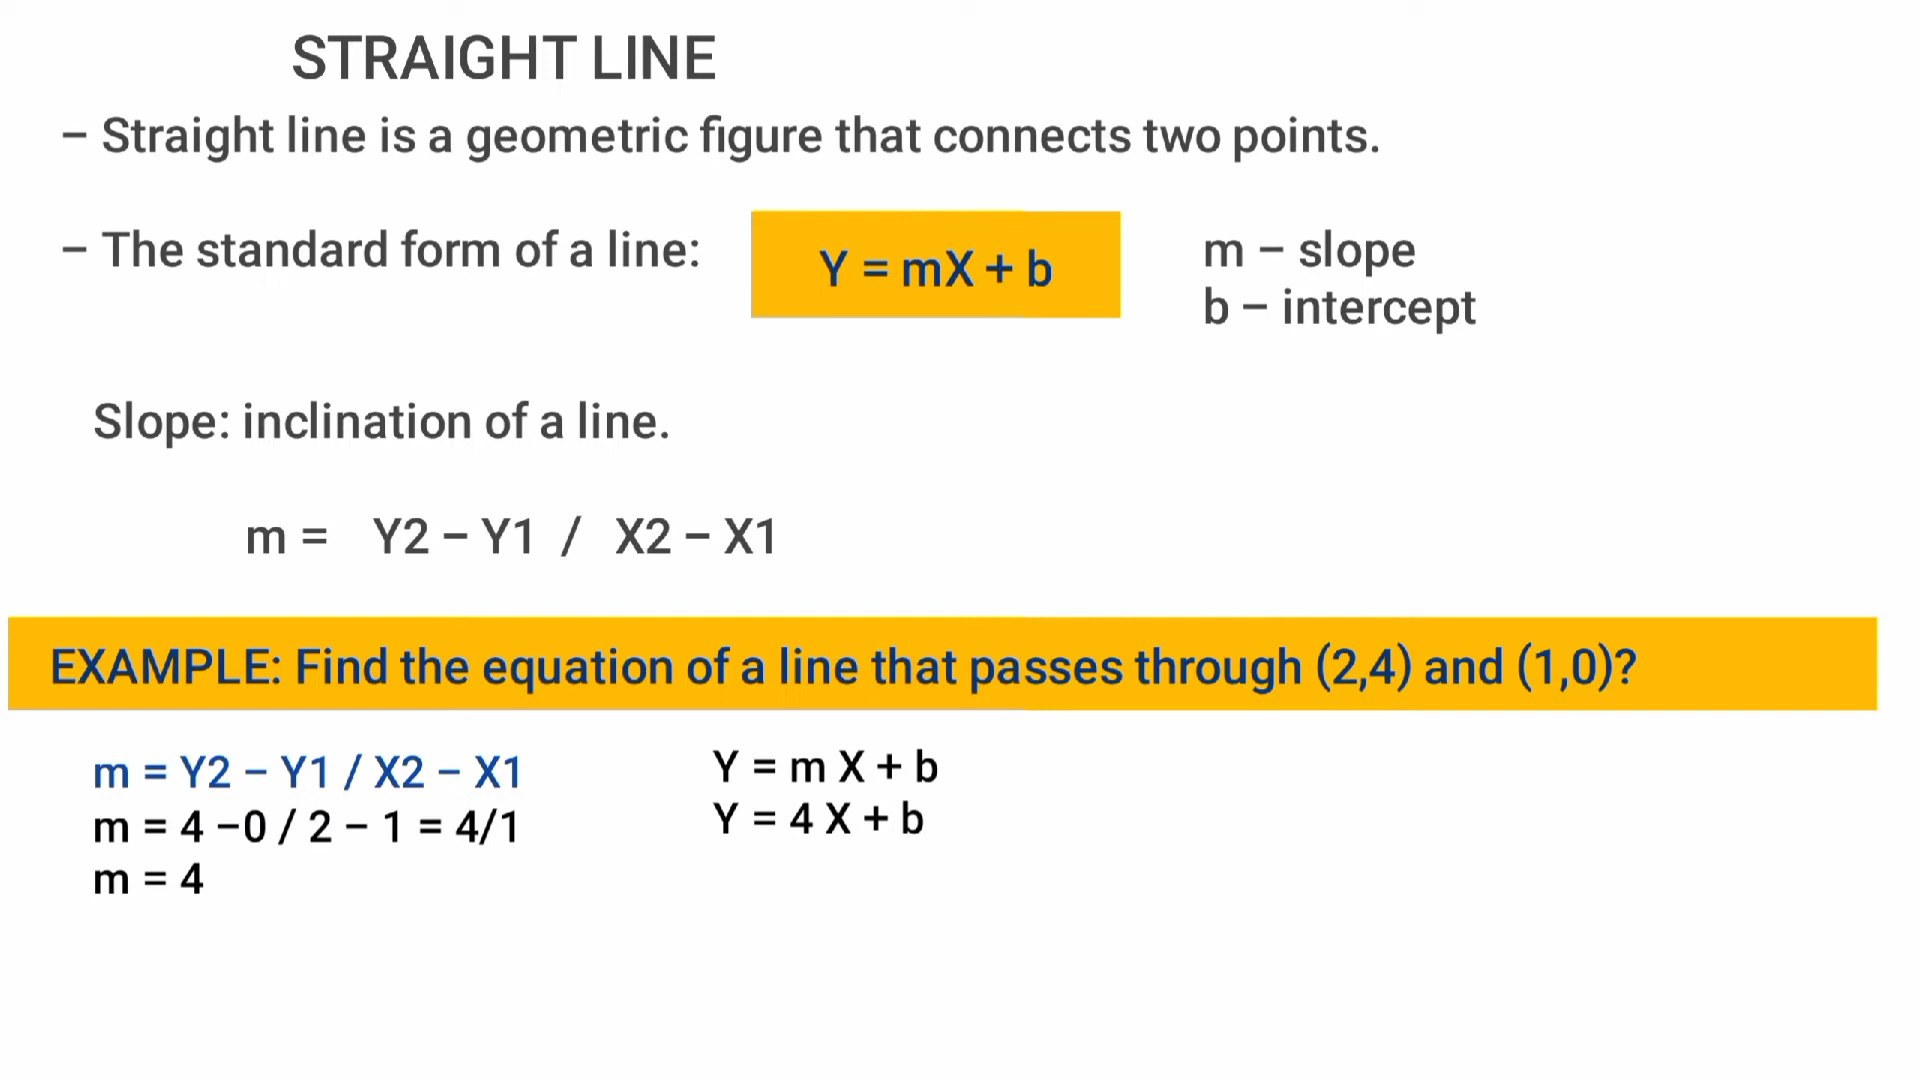 STRAIGHT LINE
– Straight line is a geometric figure that connects two points.
– The standard form of a line:
Y = mX + b
m – slope
b – intercept
Slope: inclination of a line.
m = Y2 – Y1 / X2 – X1
EXAMPLE: Find the equation of a line that passes through (2,4) and (1,0)?
m = Y2 – Y1 / X2 – X1
m = 4 –0 / 2 – 1 = 4/1
m = 4
Y = m X + b
Y = 4 X + b